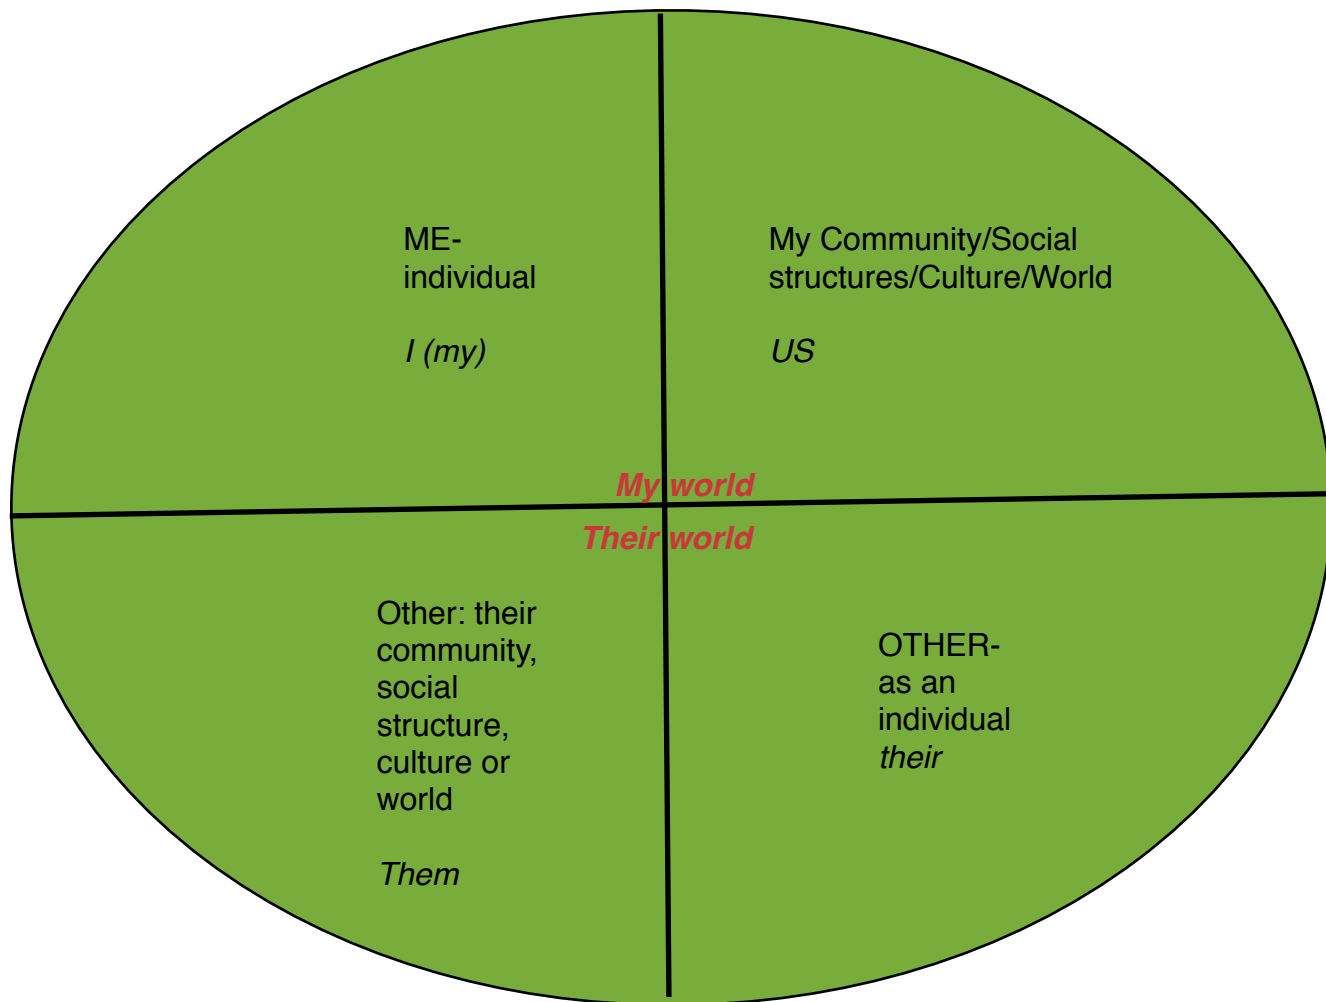 ME-
individual
I (my)
My Community/Social
structures/Culture/World
US
My world
Their world
Other: their
community,
social
structure,
culture or
world
Them
OTHER-
as an
individual
their